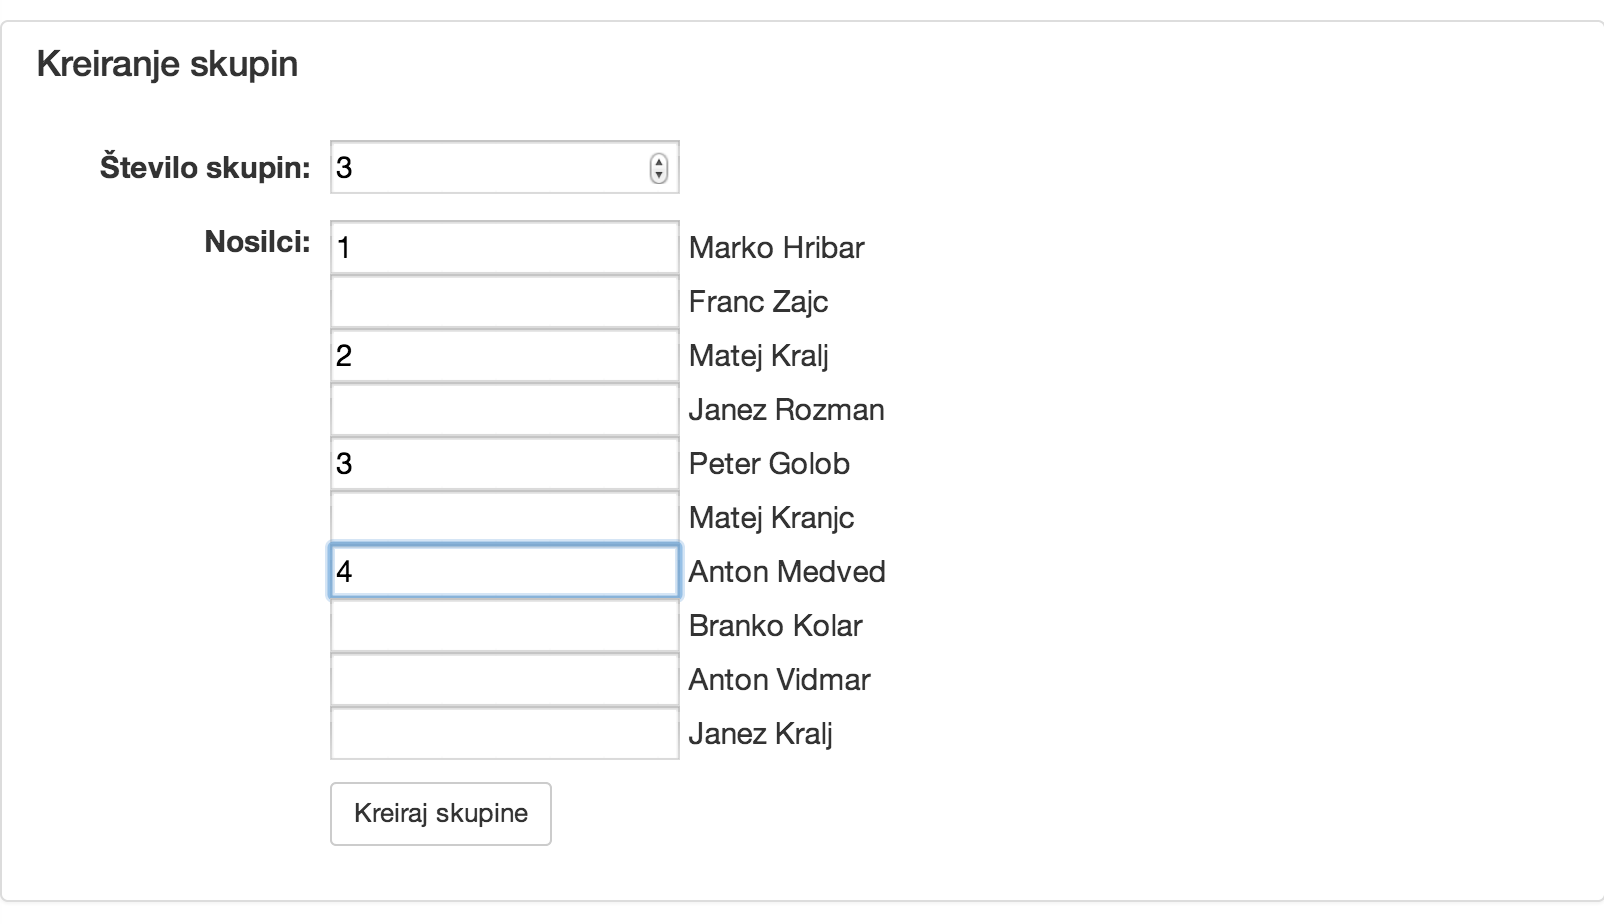 Kreiranje skupin
Število skupin: 3
Nosilci: 1 Marko Hribar
Franc Zajc
2 Matej Kralj
Janez Rozman
3 Peter Golob
Matej Kranjc
4 Anton Medved
Branko Kolar
Anton Vidmar
Janez Kralj
Kreiraj skupine